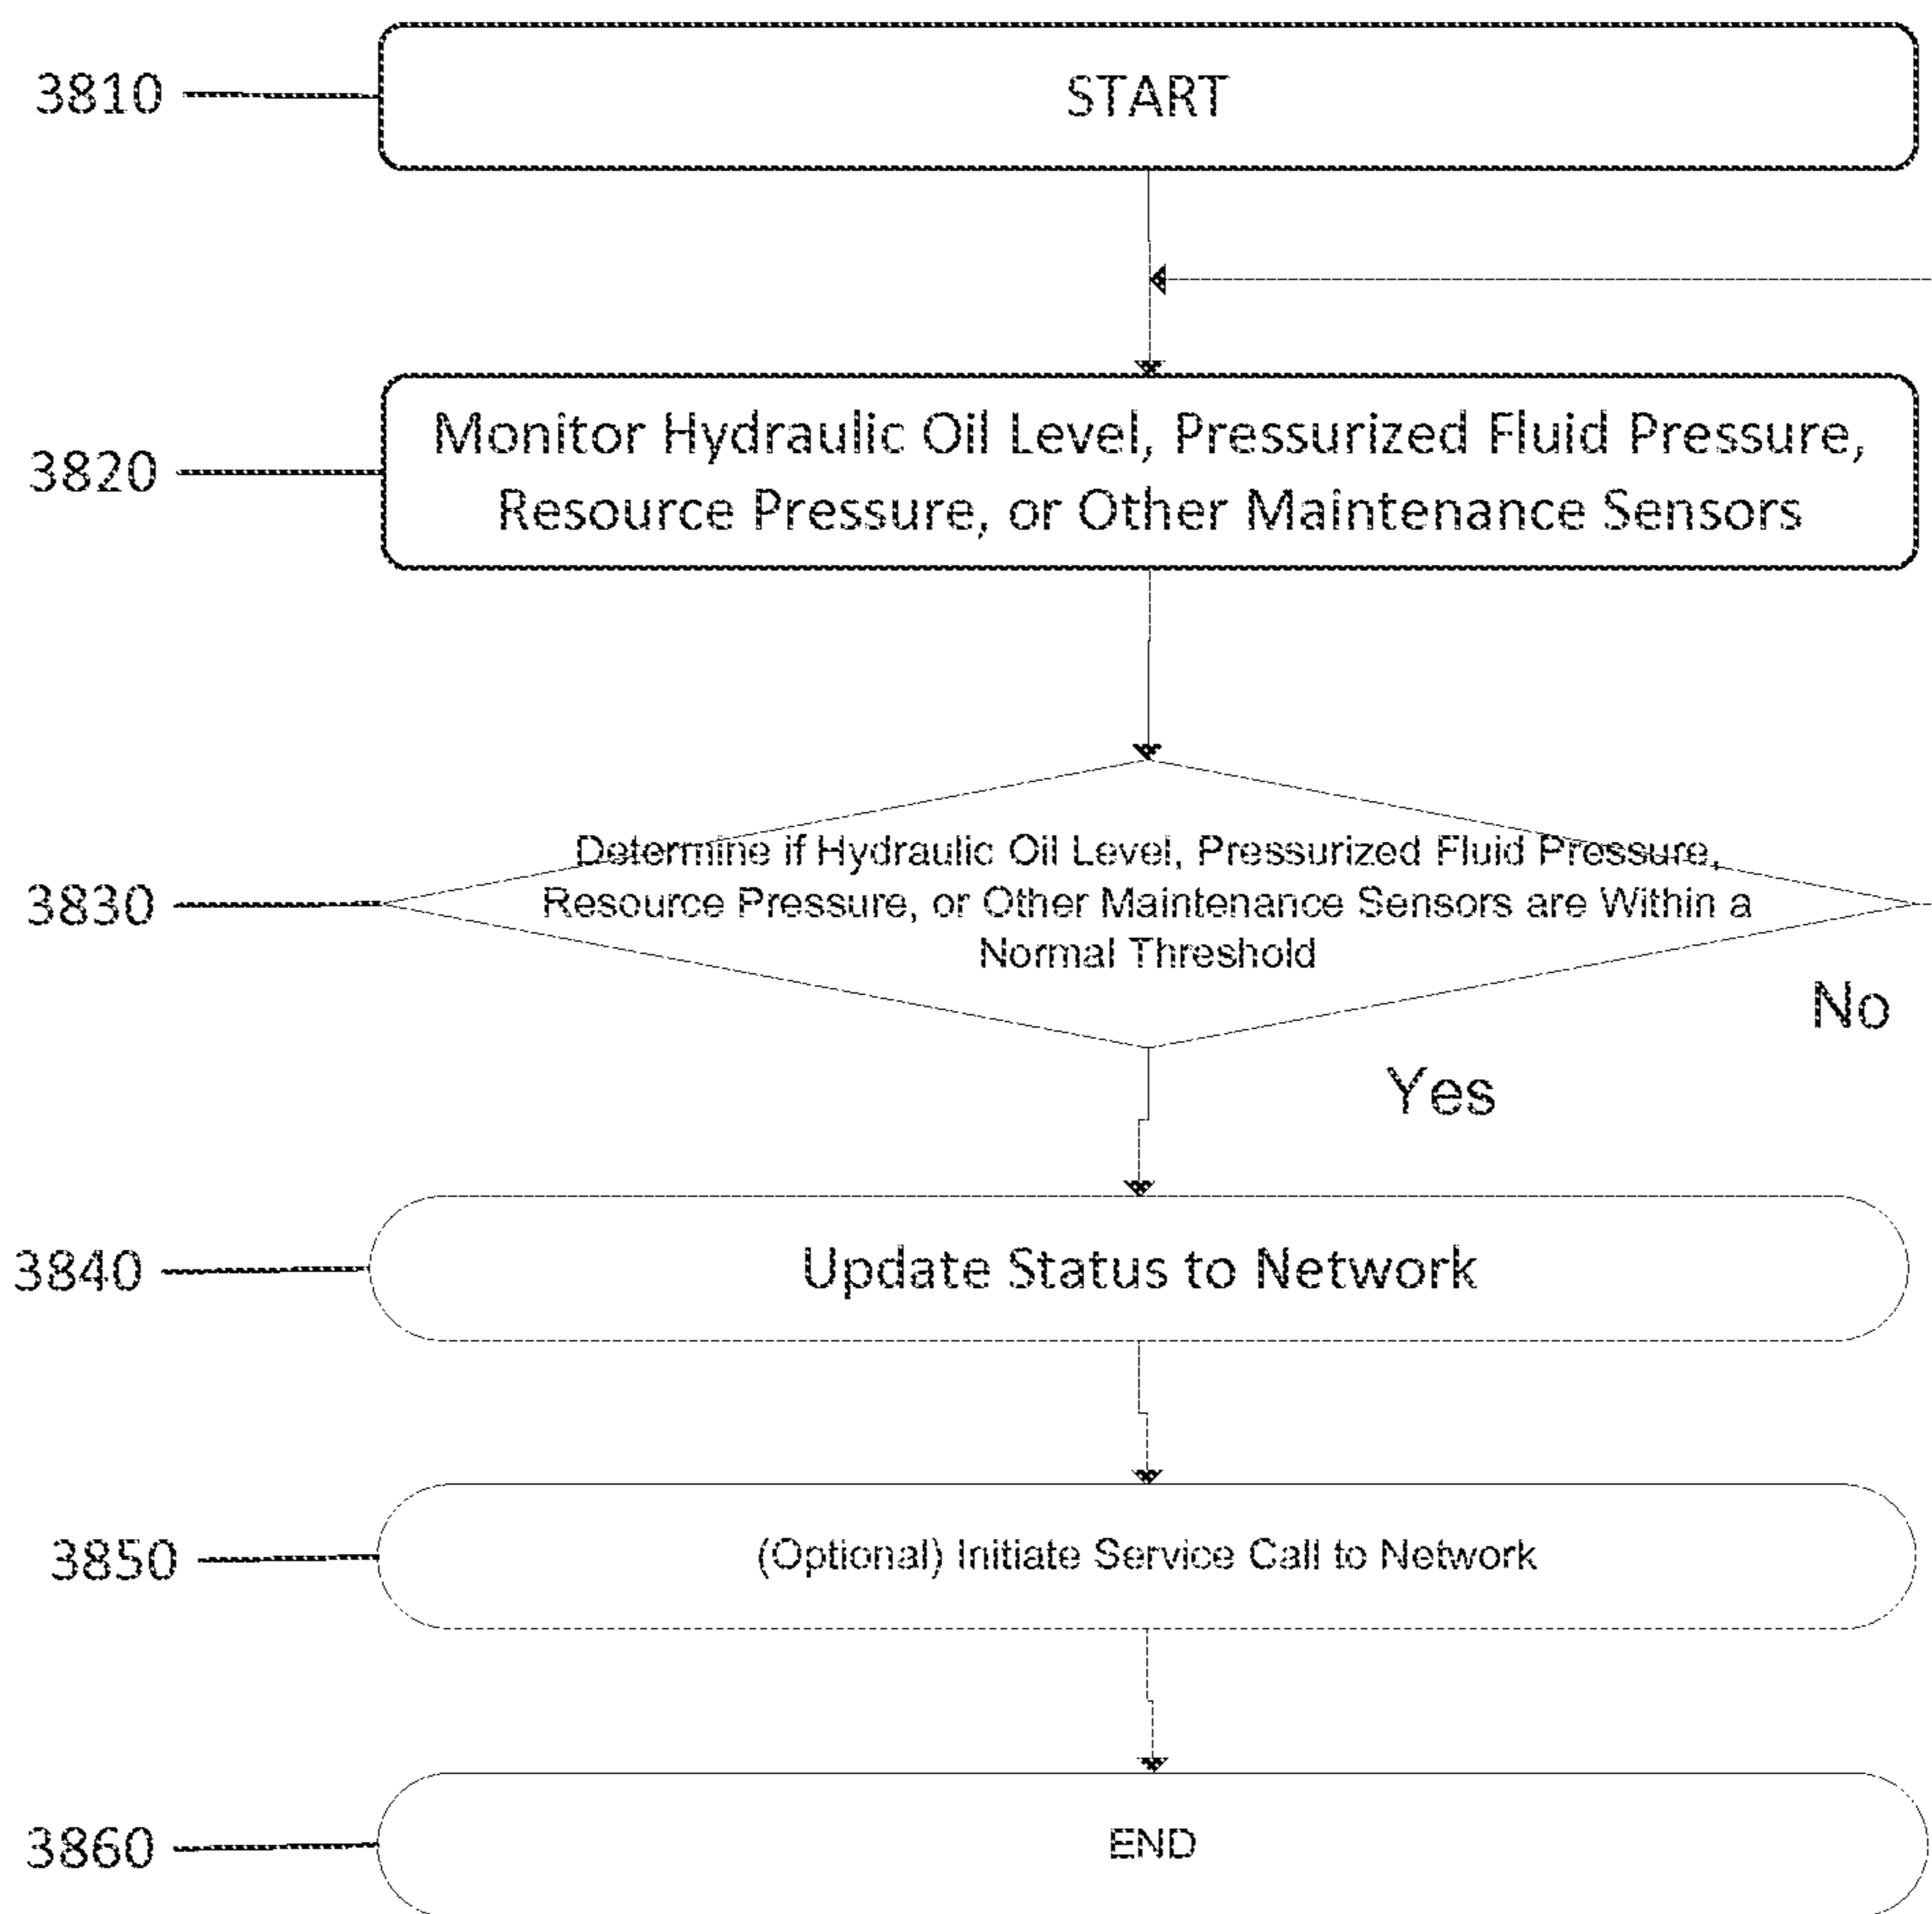 3810
START
3820
Monitor Hydraulic Oil Level, Pressurized Fluid Pressure,
Resource Pressure, or Other Maintenance Sensors
3830
Determine if Hydraulic Oil Level, Pressurized Fluid Pressure,
Resource Pressure, or Other Maintenance Sensors are Within a
Normal Threshold
No
Yes
3840
Update Status to Network
3850
(Optional) Initiate Service Call to Network
3860
END